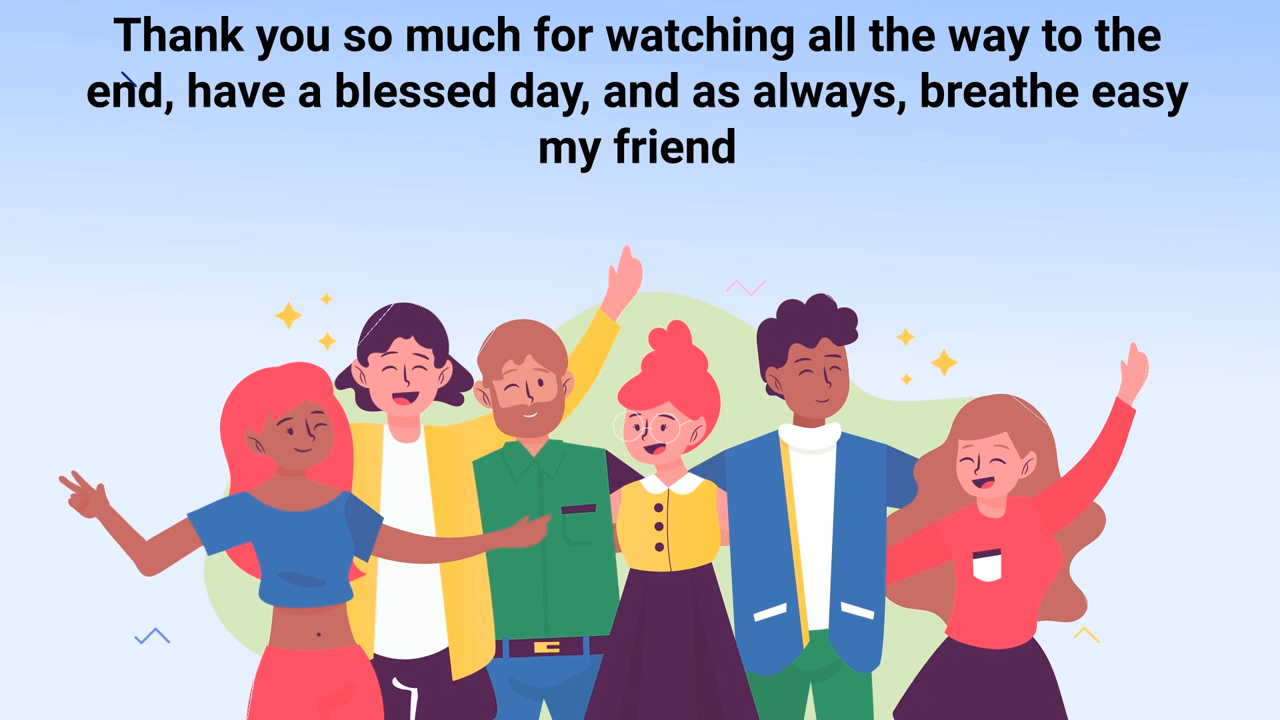 Thank you so much for watching all the way to the
end, have a blessed day, and as always, breathe easy
my friend